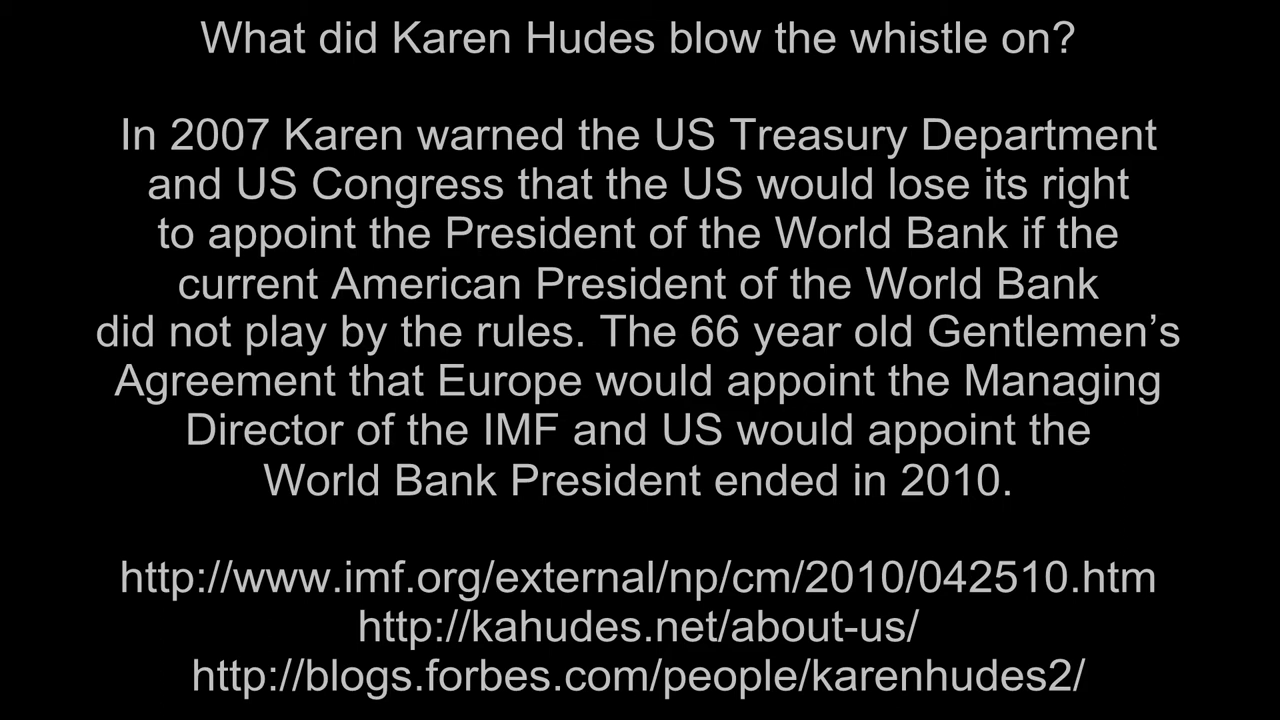 What did Karen Hudes blow the whistle on?
In 2007 Karen warned the US Treasury Department
and US Congress that the US would lose its right
to appoint the President of the World Bank if the
current American President of the World Bank
did not play by the rules. The 66 year old Gentlemen’s
Agreement that Europe would appoint the Managing
Director of the IMF and US would appoint the
World Bank President ended in 2010.
http://www.imf.org/external/np/cm/2010/042510.htm
http://kahudes.net/about-us/
http://blogs.forbes.com/people/karenhudes2/